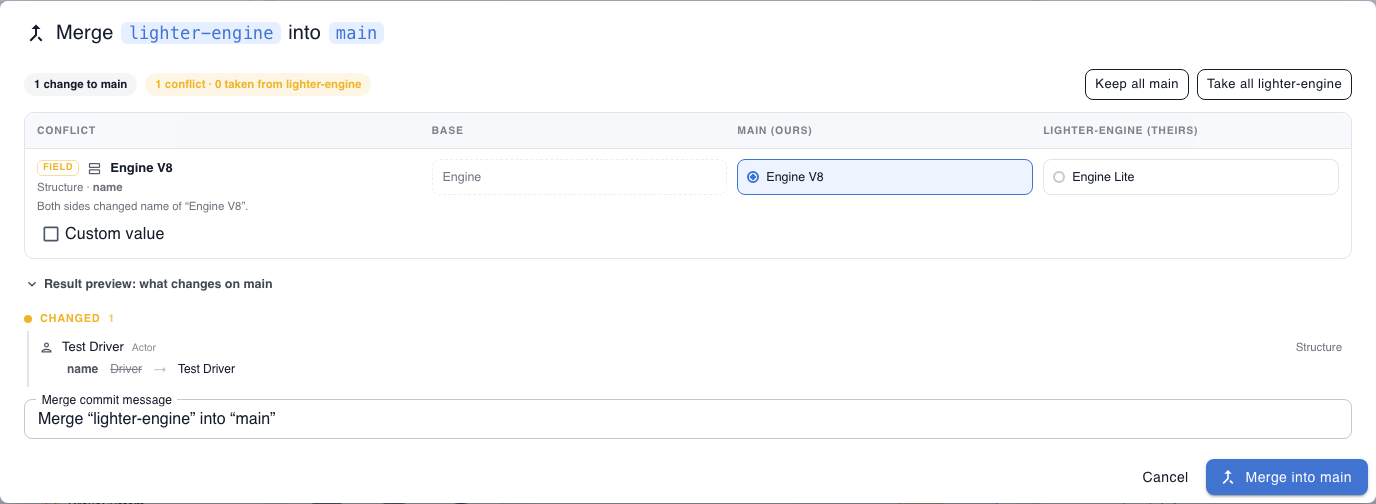 Merge lighter-engine into main
1 change to main 1 conflict · 0 taken from lighter-engine Keep all main Take all lighter-engine
CONFLICT BASE MAIN (OURS) LIGHTER-ENGINE (THEIRS)
FIELD Engine V8 Engine Engine V8 Engine Lite
Structure · name
Both sides changed name of “Engine V8”.
Custom value
Result preview: what changes on main
CHANGED 1
Test Driver Actor Structure
name Driver → Test Driver
Merge commit message
Merge “lighter-engine” into “main”
Cancel Merge into main